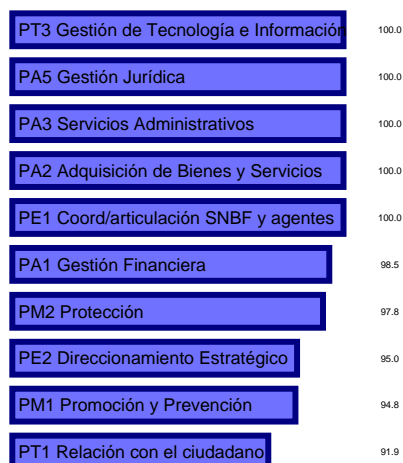 PT3 Gestión de Tecnología e Información 100.0
PA5 Gestión Jurídica 100.0
PA3 Servicios Administrativos 100.0
PA2 Adquisición de Bienes y Servicios 100.0
PE1 Coord/articulación SNBF y agentes 100.0
PA1 Gestión Financiera 98.5
PM2 Protección 97.8
PE2 Direccionamiento Estratégico 95.0
PM1 Promoción y Prevención 94.8
PT1 Relación con el ciudadano 91.9